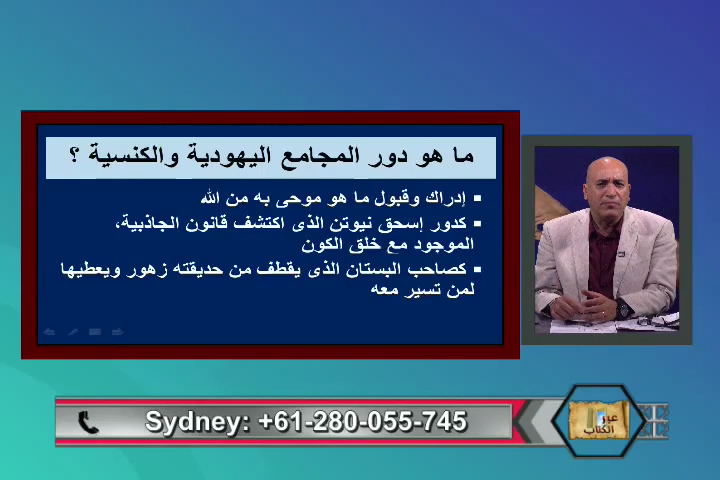 ما هو دور المجامع اليهودية والكنسية ؟
▪ إدراك وقبول ما هو موحى به من الله
▪ كدور إسحق نيوتن الذى اكتشف قانون الجاذبية،
الموجود مع خلق الكون
▪ كصاحب البستان الذى يقطف من حديقته زهور ويعطيها
لمن تسير معه
Sydney: +61-280-055-745
عبر
الكتاب